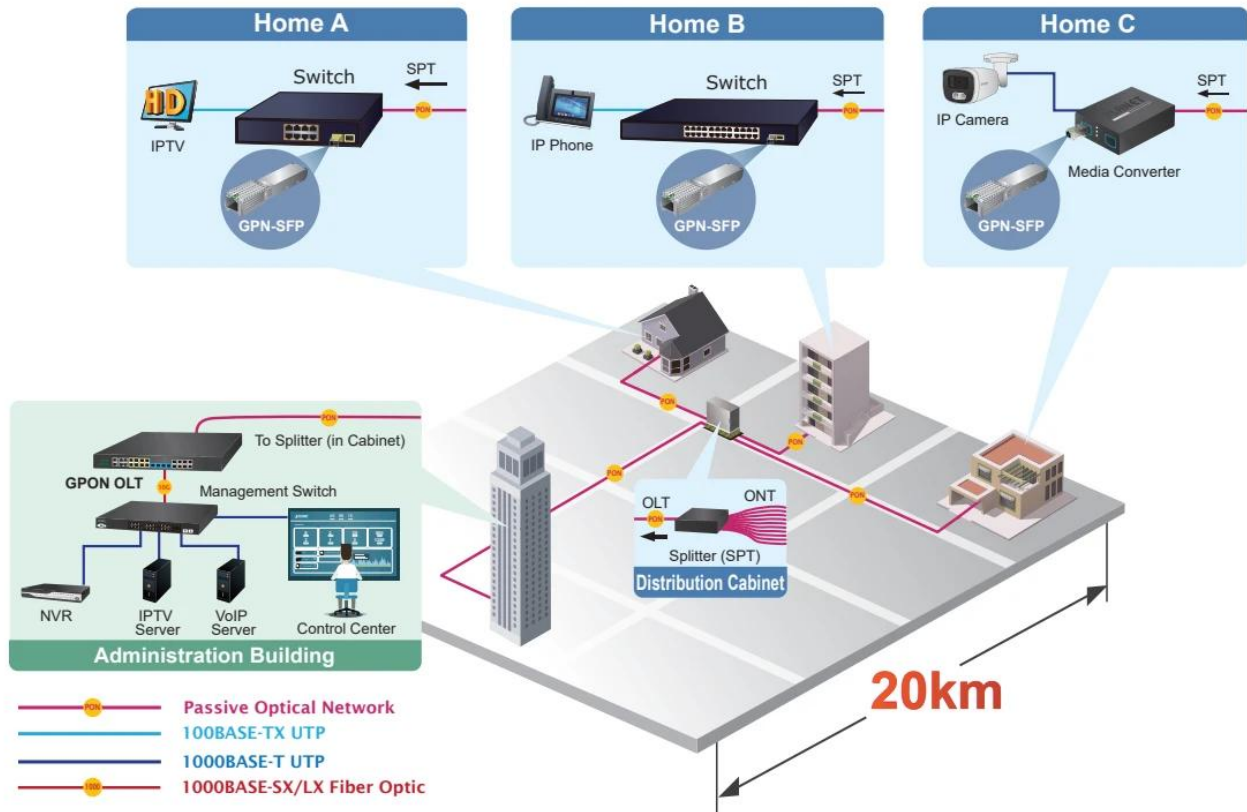 Home A
SPT
Switch
PON
HD
IPTV
GPN-SFP
Home B
SPT
Switch
PON
IP Phone
GPN-SFP
Home C
SPT
PON
IP Camera
Media Converter
GPN-SFP
PON
To Splitter (in Cabinet)
GPON OLT
10G
Management Switch
NVR
IPTV
Server
VoIP
Server
Control Center
Administration Building
PON
PON
PON
PON
OLT
ONT
PON
Splitter (SPT)
Distribution Cabinet
20km
PON
Passive Optical Network
100BASE-TX UTP
1000BASE-T UTP
1000
1000BASE-SX/LX Fiber Optic